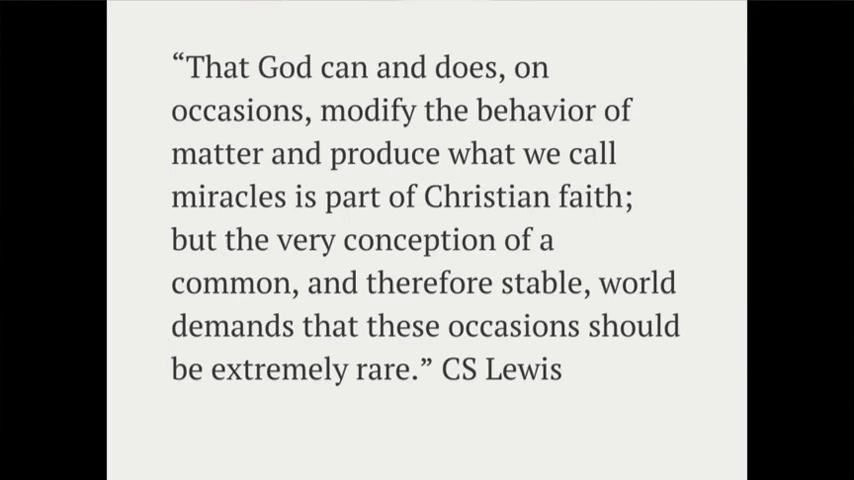 “That God can and does, on
occasions, modify the behavior of
matter and produce what we call
miracles is part of Christian faith;
but the very conception of a
common, and therefore stable, world
demands that these occasions should
be extremely rare.” CS Lewis